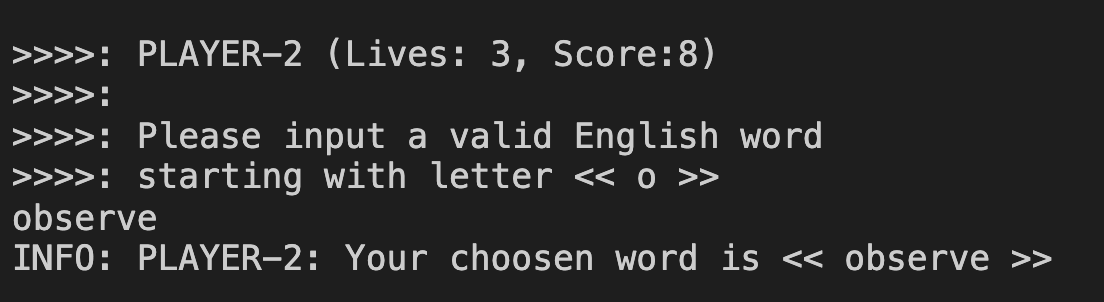 >>>>: PLAYER-2 (Lives: 3, Score:8)
>>>>:
>>>>: Please input a valid English word
>>>>: starting with letter << o >>
observe
INFO: PLAYER-2: Your choosen word is << observe >>